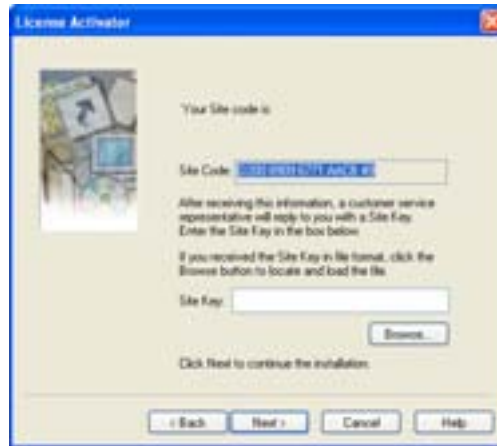 License Activator
Your Site code is
Site Code:
After receiving this information, a customer service
representative will reply to you with a Site Key.
Enter the Site Key in the box below.
If you received the Site Key in file format, click the
Browse button to locate and load the file.
Site Key:
Browse...
Click Next to continue the installation.
< Back
Next >
Cancel
Help